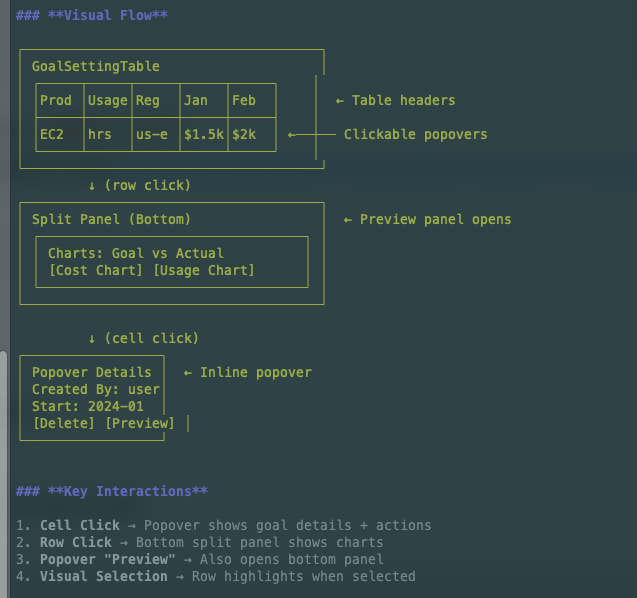 ### **Visual Flow**
GoalSettingTable
Prod Usage Reg Jan Feb ← Table headers
EC2 hrs us-e $1.5k $2k ← Clickable popovers
↓ (row click)
Split Panel (Bottom) ← Preview panel opens
Charts: Goal vs Actual
[Cost Chart] [Usage Chart]
↓ (cell click)
Popover Details ← Inline popover
Created By: user
Start: 2024-01
[Delete] [Preview]
### **Key Interactions**
1. Cell Click → Popover shows goal details + actions
2. Row Click → Bottom split panel shows charts
3. Popover "Preview" → Also opens bottom panel
4. Visual Selection → Row highlights when selected